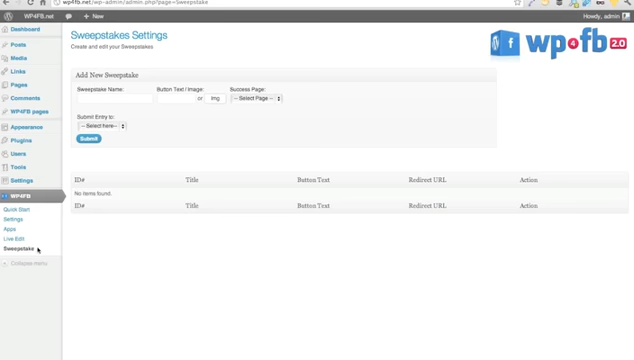 wp4fb.net/wp-admin/admin.php?page=Sweepstake
WP4FB.net
+ New
Howdy, admin
Dashboard
Posts
Media
Links
Pages
Comments
WP4FB pages
Appearance
Plugins
Users
Tools
Settings
WP4FB
Quick Start
Settings
Apps
Live Edit
Sweepstake
Collapse menu
Sweepstakes Settings
Create and edit your Sweepstakes
wp4fb 2.0
Add New Sweepstake
Sweepstake Name:
Button Text / Image:
Success Page:
or
Img
-- Select Page --
Submit Entry to:
-- Select here--
Submit
ID# Title Button Text Redirect URL Action
No items found.
ID# Title Button Text Redirect URL Action